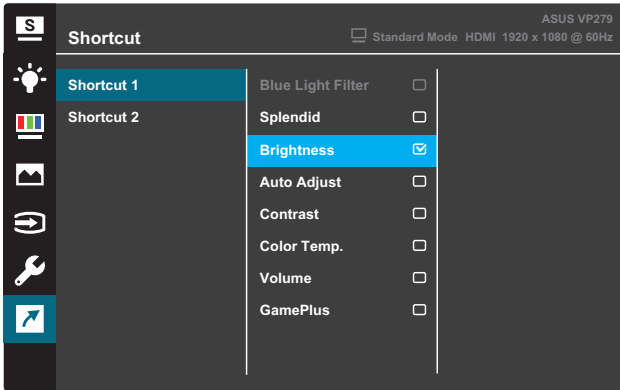 S
ASUS VP279
Shortcut
Standard Mode HDMI 1920 x 1080 @ 60Hz
Shortcut 1
Shortcut 2
Blue Light Filter
Splendid
Brightness
Auto Adjust
Contrast
Color Temp.
Volume
GamePlus